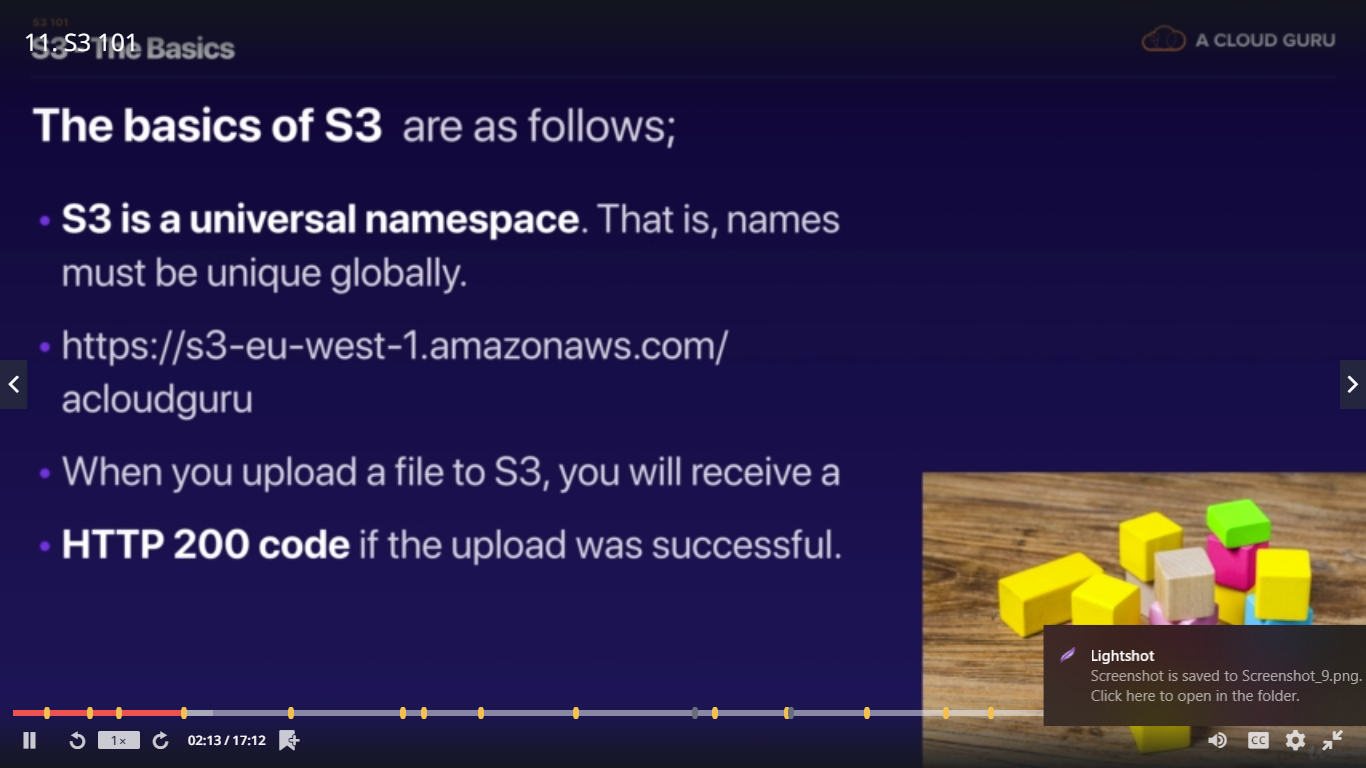 S3 101
11. S3 101
S3 - The Basics
A CLOUD GURU
The basics of S3 are as follows;
• S3 is a universal namespace. That is, names
must be unique globally.
• https://s3-eu-west-1.amazonaws.com/
acloudguru
• When you upload a file to S3, you will receive a
• HTTP 200 code if the upload was successful.
Lightshot
Screenshot is saved to Screenshot_9.png.
Click here to open in the folder.
1×
02:13 / 17:12
CC